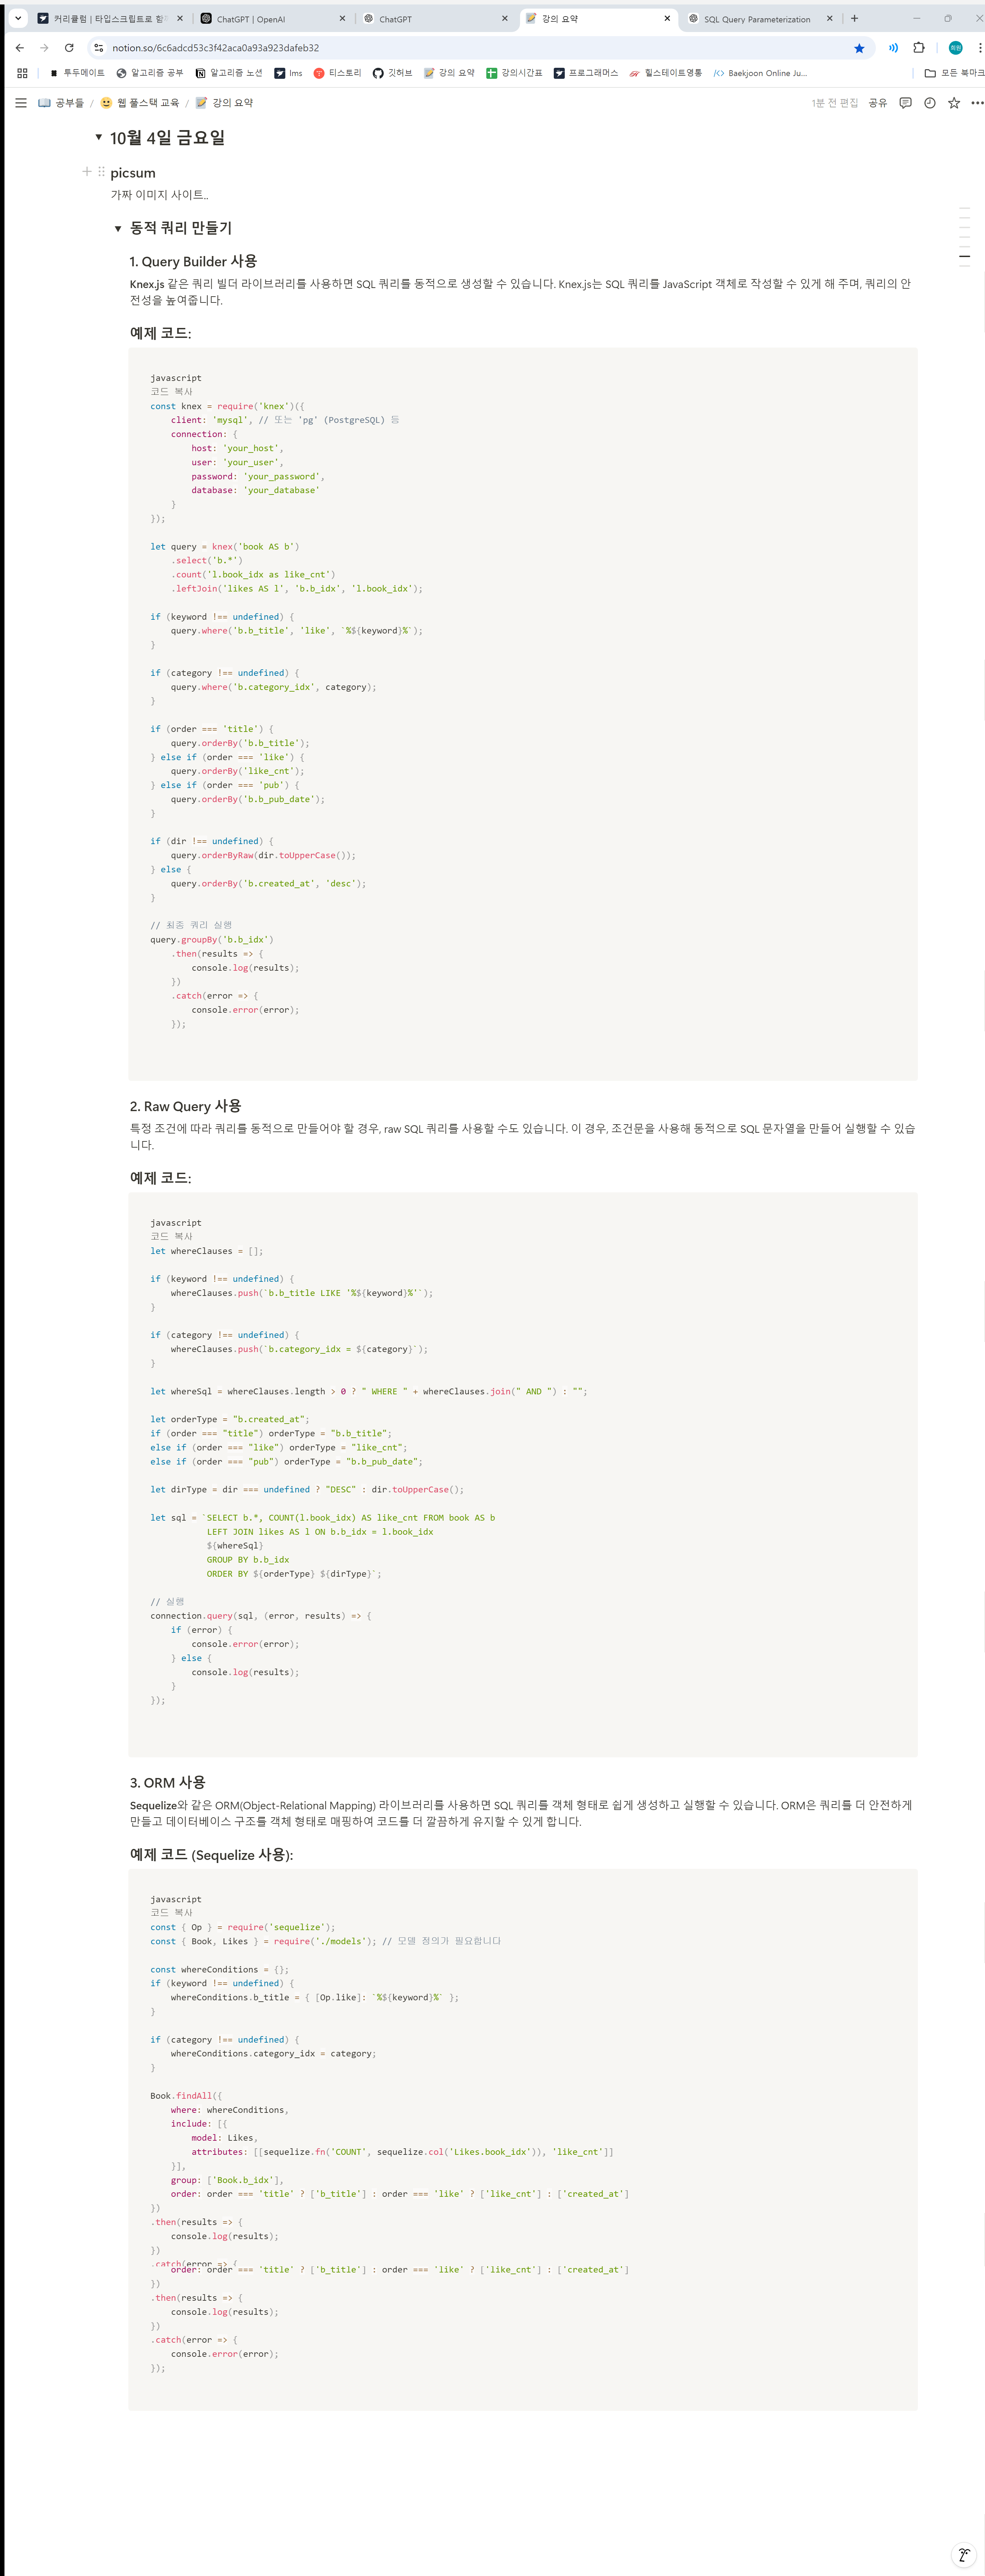 커리큘럼 | 타입스크립트로 함
ChatGPT | OpenAI
ChatGPT
강의 요약
SQL Query Parameterization
notion.so/6c6adcd53c3f42aca0a93a923dafeb32
투두메이트
알고리즘 공부
알고리즘 노션
lms
티스토리
깃허브
강의 요약
강의시간표
프로그래머스
힐스테이트영통
Baekjoon Online Ju...
모든 북마크
공부들 / 웹 풀스택 교육 / 강의 요약
1분 전 편집
공유
10월 4일 금요일
picsum
가짜 이미지 사이트..
동적 쿼리 만들기
1. Query Builder 사용
Knex.js 같은 쿼리 빌더 라이브러리를 사용하면 SQL 쿼리를 동적으로 생성할 수 있습니다. Knex.js는 SQL 쿼리를 JavaScript 객체로 작성할 수 있게 해 주며, 쿼리의 안
전성을 높여줍니다.
예제 코드:
javascript
코드 복사
const knex = require('knex')({
    client: 'mysql', // 또는 'pg' (PostgreSQL) 등
    connection: {
        host: 'your_host',
        user: 'your_user',
        password: 'your_password',
        database: 'your_database'
    }
});
let query = knex('book AS b')
    .select('b.*')
    .count('l.book_idx as like_cnt')
    .leftJoin('likes AS l', 'b.b_idx', 'l.book_idx');
if (keyword !== undefined) {
    query.where('b.b_title', 'like', `%${keyword}%`);
}
if (category !== undefined) {
    query.where('b.category_idx', category);
}
if (order === 'title') {
    query.orderBy('b.b_title');
} else if (order === 'like') {
    query.orderBy('like_cnt');
} else if (order === 'pub') {
    query.orderBy('b.b_pub_date');
}
if (dir !== undefined) {
    query.orderByRaw(dir.toUpperCase());
} else {
    query.orderBy('b.created_at', 'desc');
}
// 최종 쿼리 실행
query.groupBy('b.b_idx')
    .then(results => {
        console.log(results);
    })
    .catch(error => {
        console.error(error);
    });
2. Raw Query 사용
특정 조건에 따라 쿼리를 동적으로 만들어야 할 경우, raw SQL 쿼리를 사용할 수도 있습니다. 이 경우, 조건문을 사용해 동적으로 SQL 문자열을 만들어 실행할 수 있습
니다.
예제 코드:
javascript
코드 복사
let whereClauses = [];
if (keyword !== undefined) {
    whereClauses.push(`b.b_title LIKE '%${keyword}%'`);
}
if (category !== undefined) {
    whereClauses.push(`b.category_idx = ${category}`);
}
let whereSql = whereClauses.length > 0 ? " WHERE " + whereClauses.join(" AND ") : "";
let orderType = "b.created_at";
if (order === "title") orderType = "b.b_title";
else if (order === "like") orderType = "like_cnt";
else if (order === "pub") orderType = "b.b_pub_date";
let dirType = dir === undefined ? "DESC" : dir.toUpperCase();
let sql = `SELECT b.*, COUNT(l.book_idx) AS like_cnt FROM book AS b
           LEFT JOIN likes AS l ON b.b_idx = l.book_idx
           ${whereSql}
           GROUP BY b.b_idx
           ORDER BY ${orderType} ${dirType}`;
// 실행
connection.query(sql, (error, results) => {
    if (error) {
        console.error(error);
    } else {
        console.log(results);
    }
});
3. ORM 사용
Sequelize와 같은 ORM(Object-Relational Mapping) 라이브러리를 사용하면 SQL 쿼리를 객체 형태로 쉽게 생성하고 실행할 수 있습니다. ORM은 쿼리를 더 안전하게
만들고 데이터베이스 구조를 객체 형태로 매핑하여 코드를 더 깔끔하게 유지할 수 있게 합니다.
예제 코드 (Sequelize 사용):
javascript
코드 복사
const { Op } = require('sequelize');
const { Book, Likes } = require('./models'); // 모델 정의가 필요합니다
const whereConditions = {};
if (keyword !== undefined) {
    whereConditions.b_title = { [Op.like]: `%${keyword}%` };
}
if (category !== undefined) {
    whereConditions.category_idx = category;
}
Book.findAll({
    where: whereConditions,
    include: [{
        model: Likes,
        attributes: [[sequelize.fn('COUNT', sequelize.col('Likes.book_idx')), 'like_cnt']]
    }],
    group: ['Book.b_idx'],
    order: order === 'title' ? ['b_title'] : order === 'like' ? ['like_cnt'] : ['created_at']
})
.then(results => {
    console.log(results);
})
.catch(error => {
    order: order === 'title' ? ['b_title'] : order === 'like' ? ['like_cnt'] : ['created_at']
})
.then(results => {
    console.log(results);
})
.catch(error => {
    console.error(error);
});